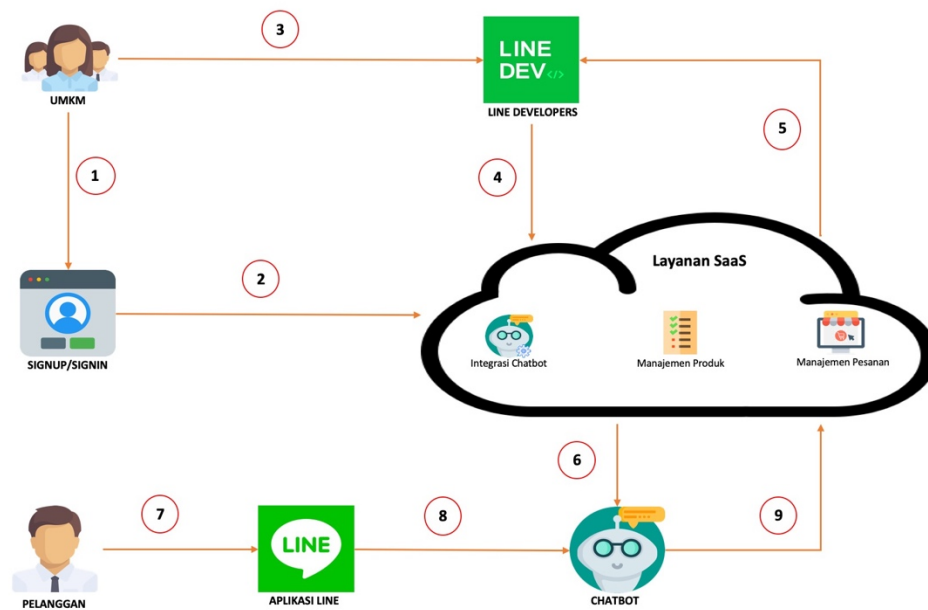 3
LINE
DEV</>
UMKM
LINE DEVELOPERS
5
1
4
Layanan SaaS
2
Integrasi Chatbot
Manajemen Produk
Manajemen Pesanan
SIGNUP/SIGNIN
6
7
8
9
LINE
PELANGGAN
APLIKASI LINE
CHATBOT